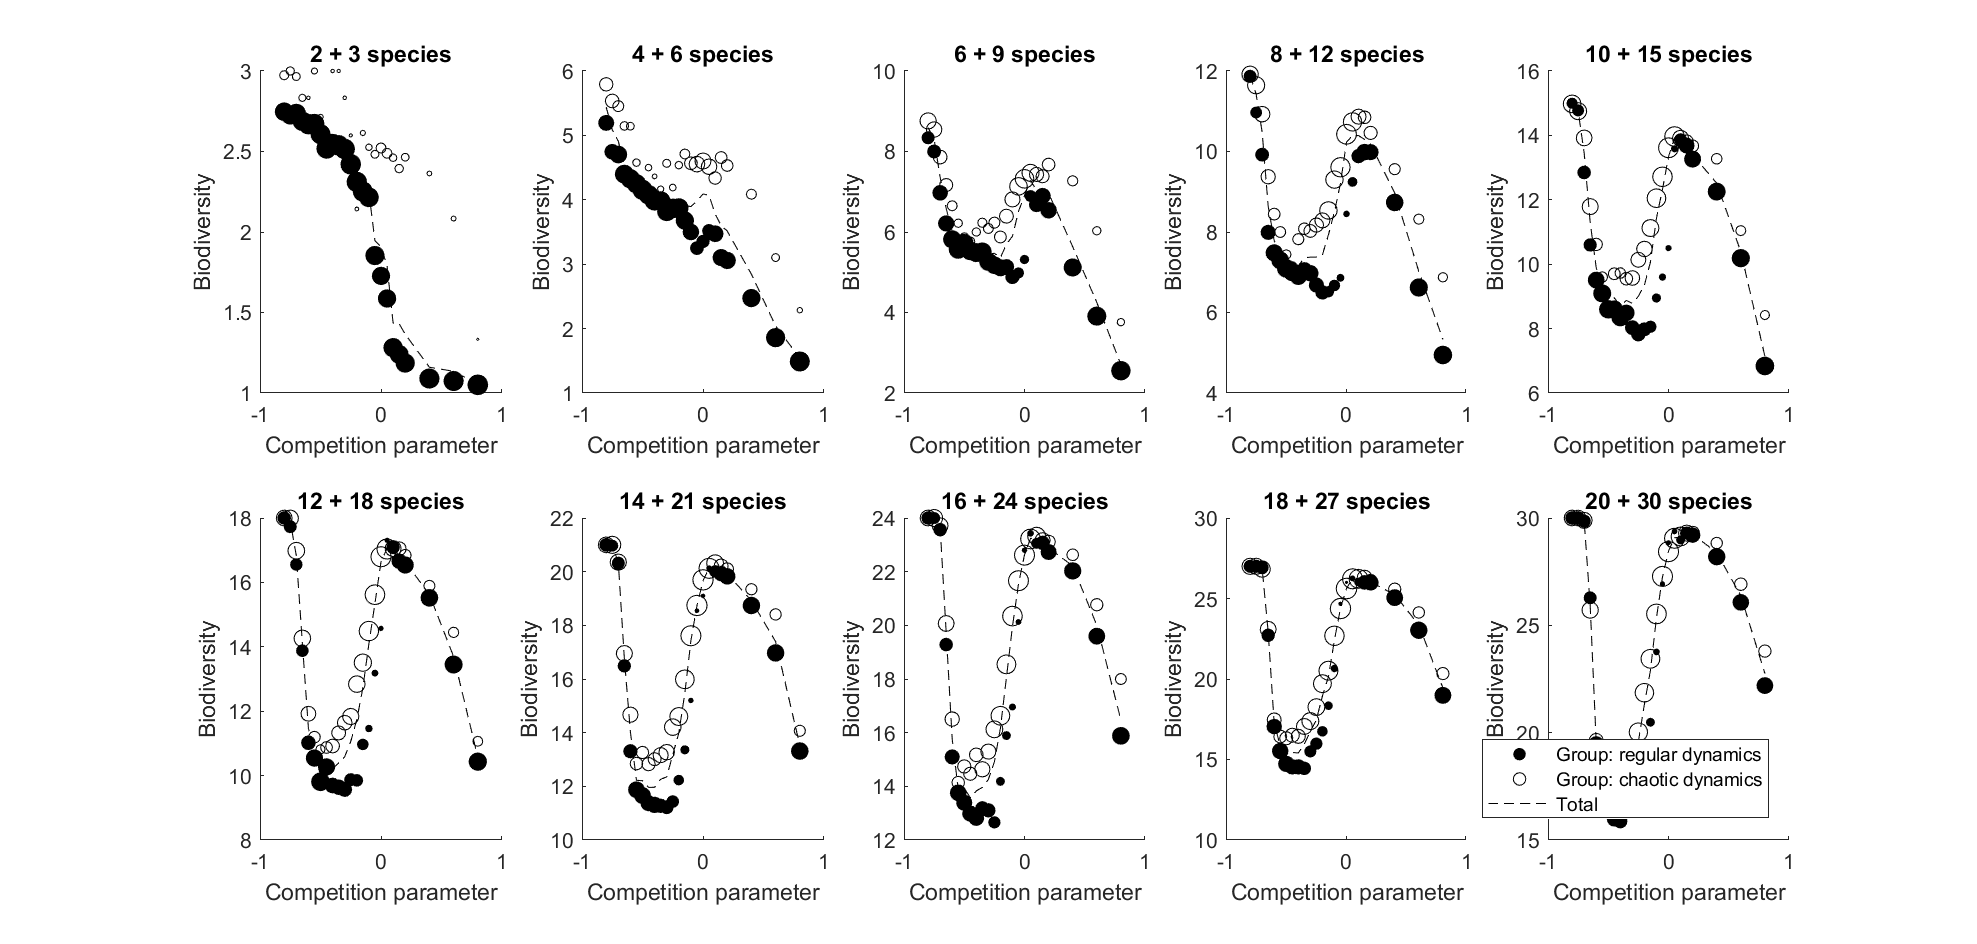 2 + 3 species
4 + 6 species
6 + 9 species
8 + 12 species
10 + 15 species
3
2.5
2
1.5
1
Biodiversity
-1 0 1
Competition parameter
6
5
4
3
2
1
Biodiversity
-1 0 1
Competition parameter
10
8
6
4
2
Biodiversity
-1 0 1
Competition parameter
12
10
8
6
4
Biodiversity
-1 0 1
Competition parameter
16
14
12
10
8
6
Biodiversity
-1 0 1
Competition parameter
12 + 18 species
14 + 21 species
16 + 24 species
18 + 27 species
20 + 30 species
18
16
14
12
10
8
Biodiversity
-1 0 1
Competition parameter
22
20
18
16
14
12
10
Biodiversity
-1 0 1
Competition parameter
24
22
20
18
16
14
12
Biodiversity
-1 0 1
Competition parameter
30
25
20
15
10
Biodiversity
-1 0 1
Competition parameter
30
25
20
15
Biodiversity
-1 0 1
Competition parameter
Group: regular dynamics
Group: chaotic dynamics
Total